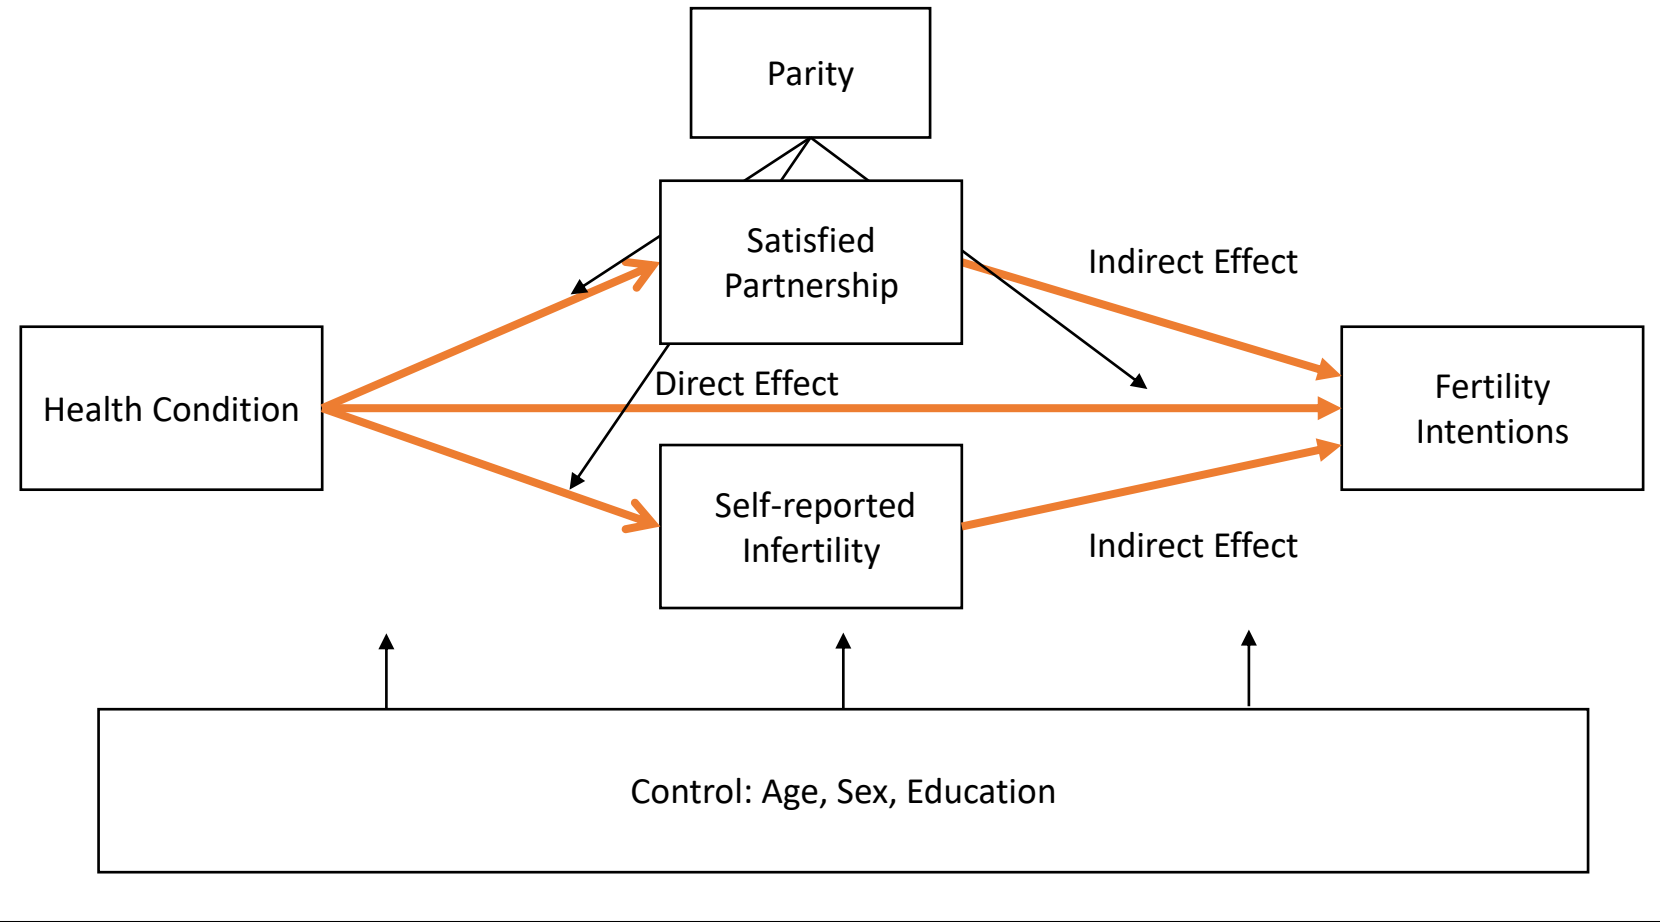 Parity
Satisfied
Partnership
Indirect Effect
Direct Effect
Health Condition
Fertility
Intentions
Self-reported
Infertility
Indirect Effect
Control: Age, Sex, Education